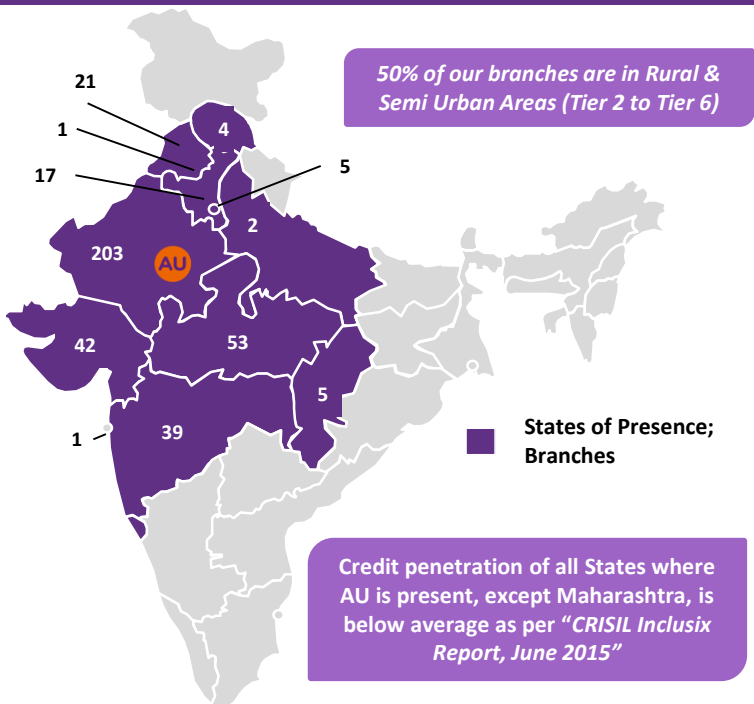 50% of our branches are in Rural &
Semi Urban Areas (Tier 2 to Tier 6)
21
1
4
17
5
2
203
AU
42
53
5
1
39
States of Presence;
Branches
Credit penetration of all States where
AU is present, except Maharashtra, is
below average as per “CRISIL Inclusix
Report, June 2015”